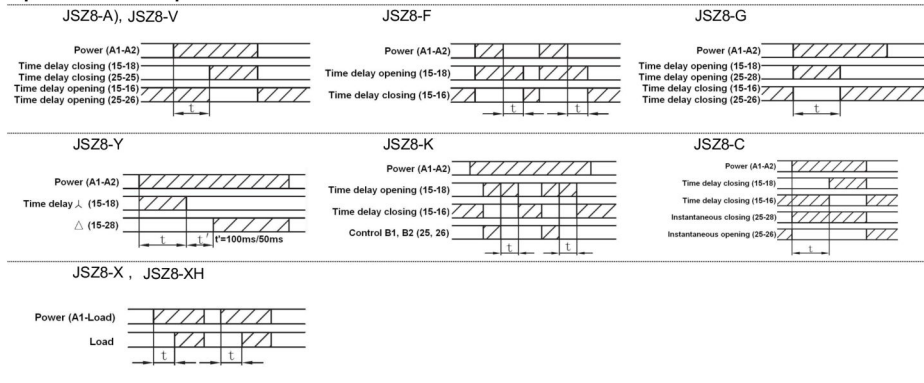 JSZ8-A), JSZ8-V
Power (A1-A2)
Time delay closing (15-18)
Time delay closing (25-25)
Time delay opening (15-16)
Time delay opening (25-26)
t
JSZ8-F
Power (A1-A2)
Time delay opening (15-18)
Time delay closing (15-16)
t t
JSZ8-G
Power (A1-A2)
Time delay opening (15-18)
Time delay opening (25-28)
Time delay closing (15-16)
Time delay closing (25-26)
t
JSZ8-Y
Power (A1-A2)
Time delay ⅄ (15-18)
△ (15-28)
t t' t'=100ms/50ms
JSZ8-K
Power (A1-A2)
Time delay opening (15-18)
Time delay closing (15-16)
Control B1, B2 (25, 26)
t t
JSZ8-C
Power (A1-A2)
Time delay closing (15-18)
Time delay closing (15-16)
Instantaneous closing (25-28)
Instantaneous opening (25-26)
t
JSZ8-X , JSZ8-XH
Power (A1-Load)
Load
t t